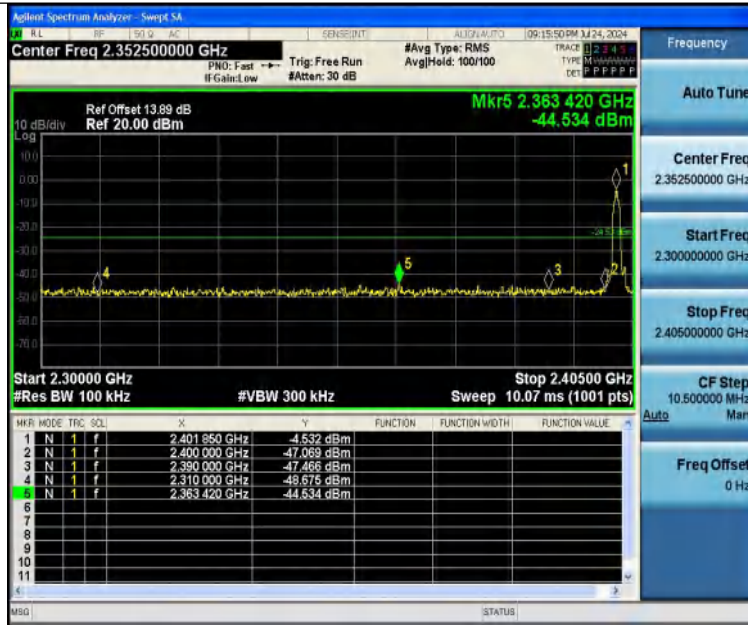 Agilent Spectrum Analyzer - Swept SA
RL RF 50 Ω AC SENSE:INT ALIGN AUTO 09:15:50 PM Jul 24, 2024
Center Freq 2.352500000 GHz
PNO: Fast
IFGain:Low
Trig: Free Run
#Atten: 30 dB
#Avg Type: RMS
Avg|Hold: 100/100
TRACE 1 2 3 4 5 6
TYPE
DET P P P P P P
Ref Offset 13.89 dB
10 dB/div Ref 20.00 dBm
Log
Mkr5 2.363 420 GHz
-44.534 dBm
10.0
0.00
-10.0
-20.0
-30.0
-40.0
-50.0
-60.0
-70.0
1
2
3
4
5
Start 2.30000 GHz Stop 2.40500 GHz
#Res BW 100 kHz #VBW 300 kHz Sweep 10.07 ms (1001 pts)
MKR MODE TRC SCL X Y FUNCTION FUNCTION WIDTH FUNCTION VALUE
1 N 1 f 2.401 850 GHz -4.532 dBm
2 N 1 f 2.400 000 GHz -47.069 dBm
3 N 1 f 2.390 000 GHz -47.466 dBm
4 N 1 f 2.310 000 GHz -48.675 dBm
5 N 1 f 2.363 420 GHz -44.534 dBm
6
7
8
9
10
11
MSG STATUS
Frequency
Auto Tune
Center Freq
2.352500000 GHz
Start Freq
2.300000000 GHz
Stop Freq
2.405000000 GHz
CF Step
10.500000 MHz
Auto Man
Freq Offset
0 Hz